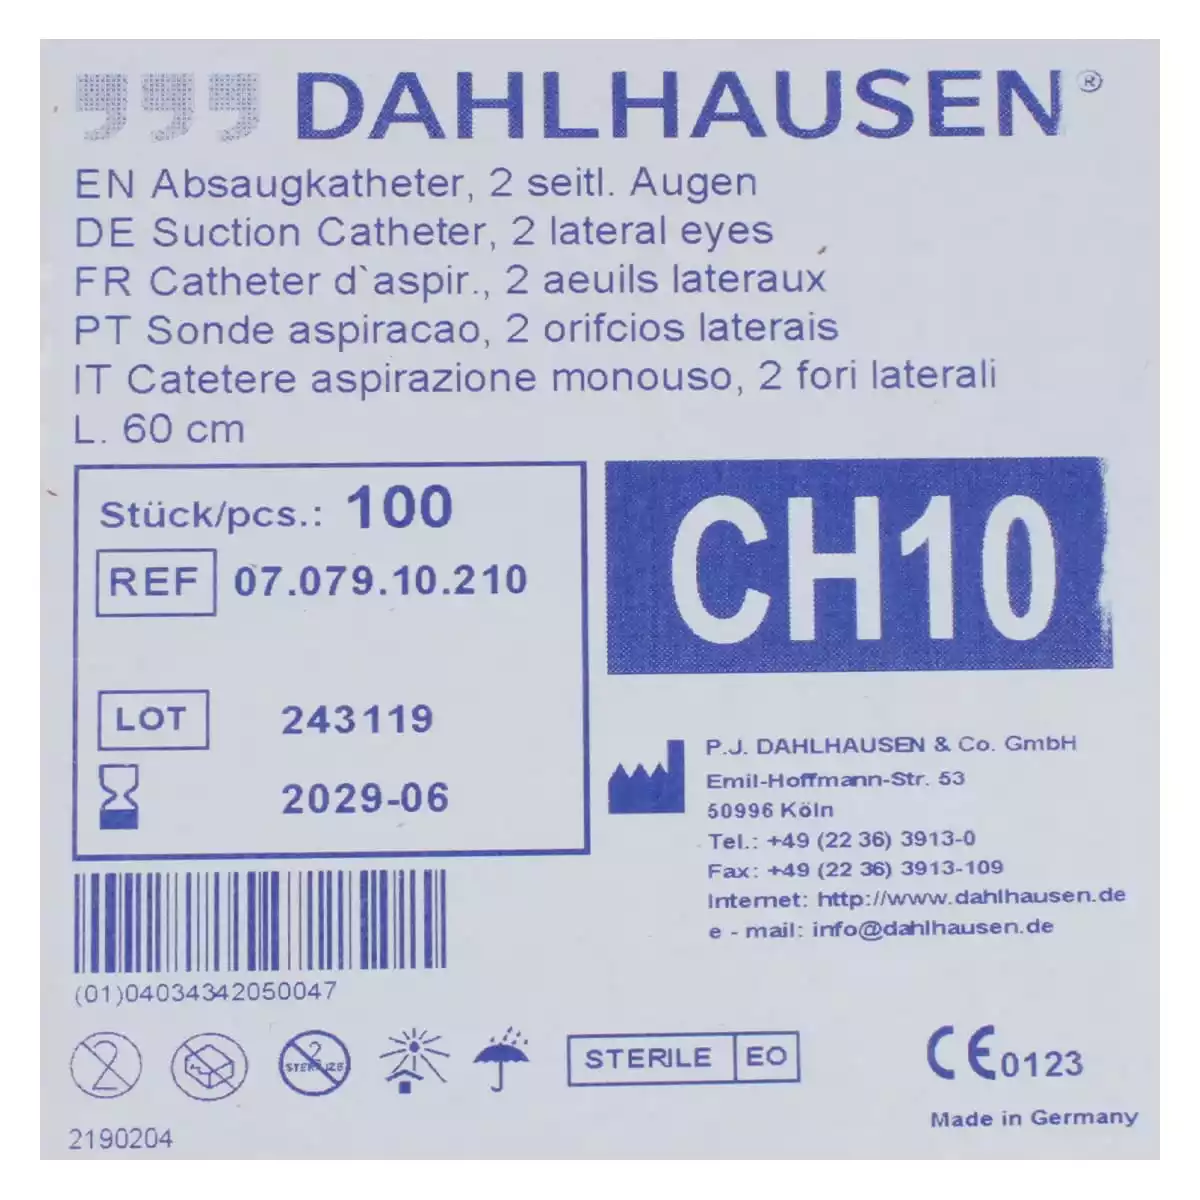 DAHLHAUSEN®
EN Absaugkatheter, 2 seitl. Augen
DE Suction Catheter, 2 lateral eyes
FR Catheter d`aspir., 2 aeuils lateraux
PT Sonde aspiracao, 2 orifcios laterais
IT Catetere aspirazione monouso, 2 fori laterali
L. 60 cm
Stück/pcs.: 100
REF 07.079.10.210
LOT 243119
2029-06
CH10
P.J. DAHLHAUSEN & Co. GmbH
Emil-Hoffmann-Str. 53
50996 Köln
Tel.: +49 (22 36) 3913-0
Fax: +49 (22 36) 3913-109
Internet: http://www.dahlhausen.de
e - mail: info@dahlhausen.de
(01)04034342050047
2
2
STERILIZE
STERILE EO
CE0123
Made in Germany
2190204